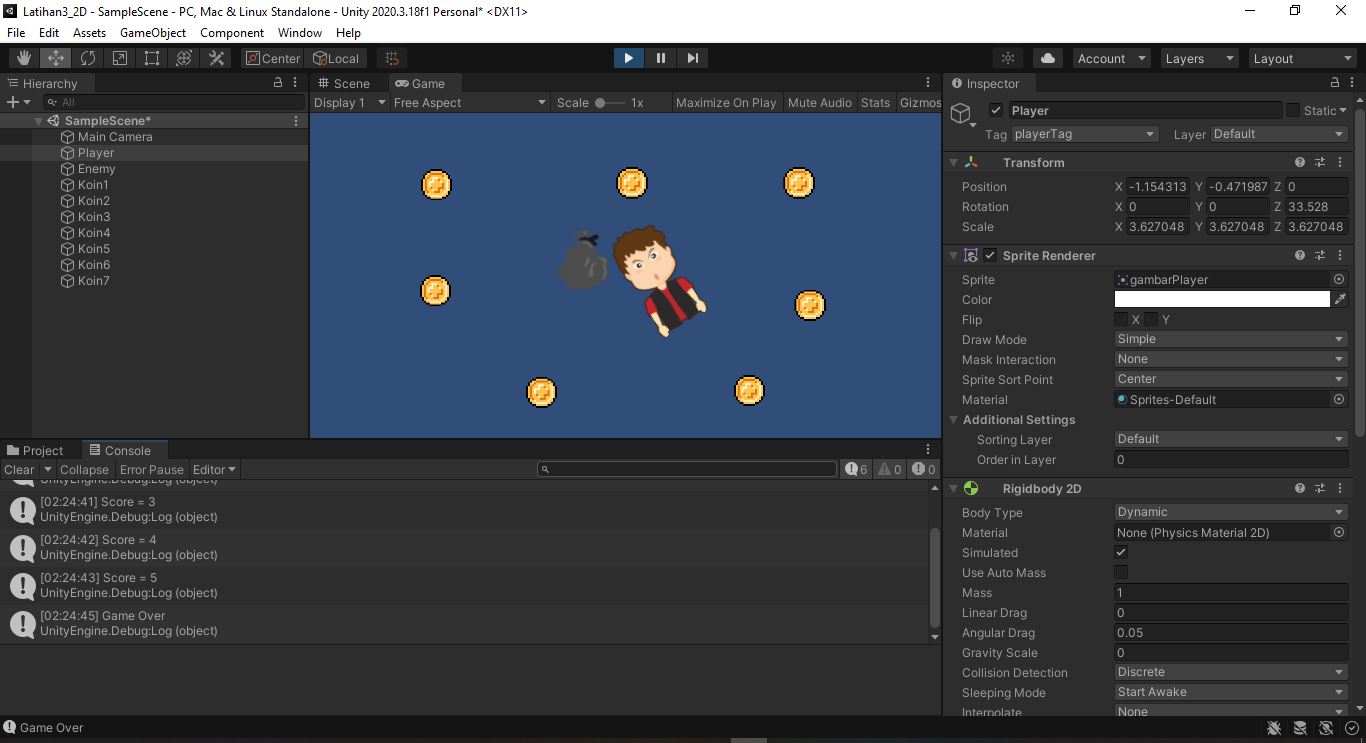 Latihan3_2D - SampleScene - PC, Mac & Linux Standalone - Unity 2020.3.18f1 Personal* <DX11>
File Edit Assets GameObject Component Window Help
Center Local Account Layers Layout
Hierarchy
All
SampleScene*
Main Camera
Player
Enemy
Koin1
Koin2
Koin3
Koin4
Koin5
Koin6
Koin7
Scene Game
Display 1 Free Aspect Scale 1x Maximize On Play Mute Audio Stats Gizmos
Project Console
Clear Collapse Error Pause Editor 6 0 0
UnityEngine.Debug:Log (object)
[02:24:41] Score = 3
UnityEngine.Debug:Log (object)
[02:24:42] Score = 4
UnityEngine.Debug:Log (object)
[02:24:43] Score = 5
UnityEngine.Debug:Log (object)
[02:24:45] Game Over
UnityEngine.Debug:Log (object)
Inspector
Player Static
Tag playerTag Layer Default
Transform
Position X -1.154313 Y -0.471987 Z 0
Rotation X 0 Y 0 Z 33.528
Scale X 3.627048 Y 3.627048 Z 3.627048
Sprite Renderer
Sprite gambarPlayer
Color
Flip X Y
Draw Mode Simple
Mask Interaction None
Sprite Sort Point Center
Material Sprites-Default
Additional Settings
Sorting Layer Default
Order in Layer 0
Rigidbody 2D
Body Type Dynamic
Material None (Physics Material 2D)
Simulated
Use Auto Mass
Mass 1
Linear Drag 0
Angular Drag 0.05
Gravity Scale 0
Collision Detection Discrete
Sleeping Mode Start Awake
Interpolate None
Game Over